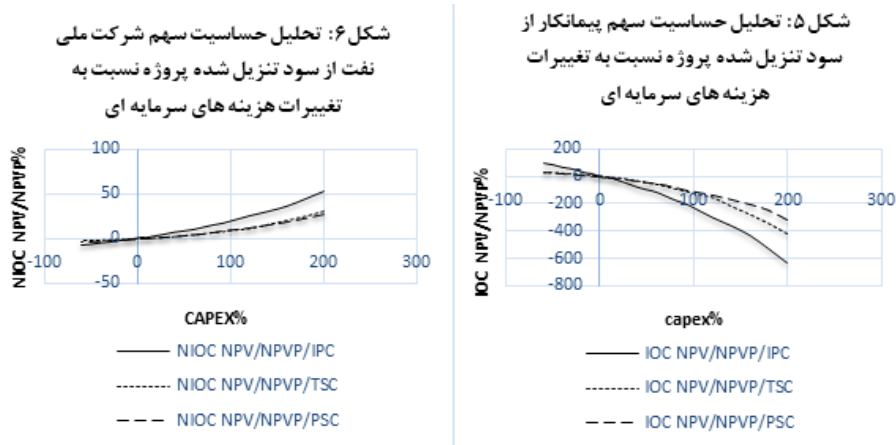 شکل۵: تحلیل حساسیت سهم پیمانکار از
سود تنزیل شده پروژه نسبت به تغییرات
هزینه های سرمایه ای
200
0
-200
-400
-600
-800
-100
0
100
200
300
IOC NPV/NPVP%
capex%
IOC NPV/NPVP/IPC
IOC NPV/NPVP/TSC
IOC NPV/NPVP/PSC
شکل۶: تحلیل حساسیت سهم شرکت ملی
نفت از سود تنزیل شده پروژه نسبت به
تغییرات هزینه های سرمایه ای
100
50
0
-50
-100
0
100
200
300
NIOC NPV/NPVP%
CAPEX%
NIOC NPV/NPVP/IPC
NIOC NPV/NPVP/TSC
NIOC NPV/NPVP/PSC